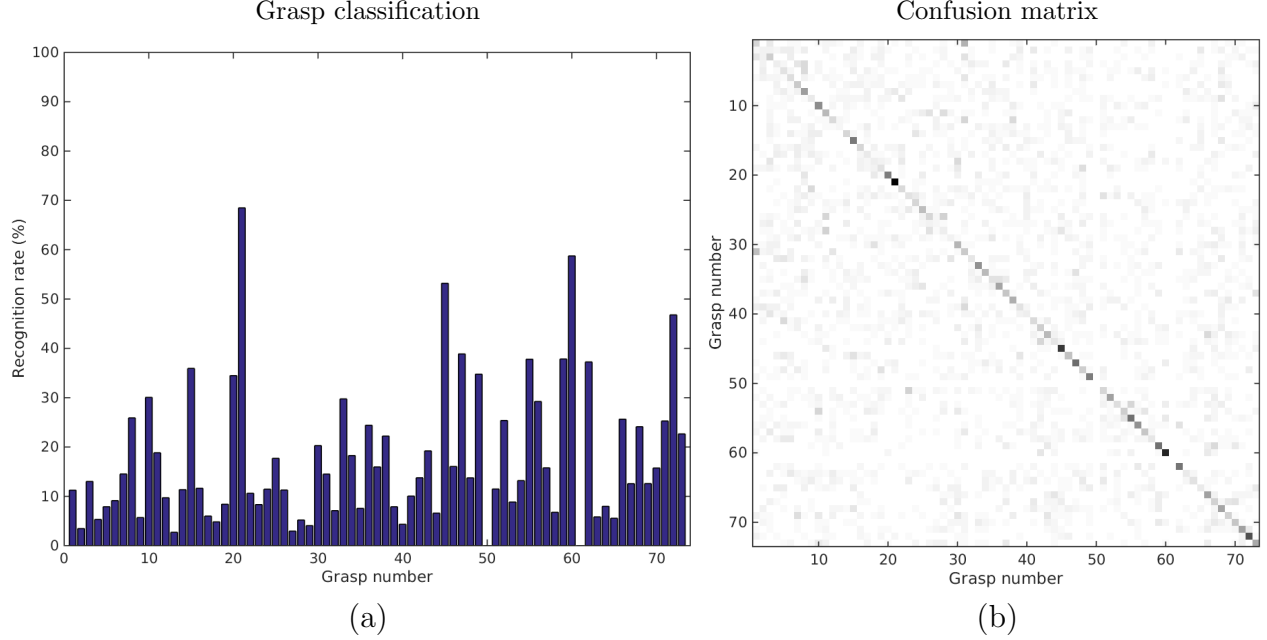 Grasp classification
100
90
80
70
60
50
40
30
20
10
0
Recognition rate (%)
0 10 20 30 40 50 60 70
Grasp number
(a)
Confusion matrix
10
20
30
40
50
60
70
Grasp number
10 20 30 40 50 60 70
Grasp number
(b)